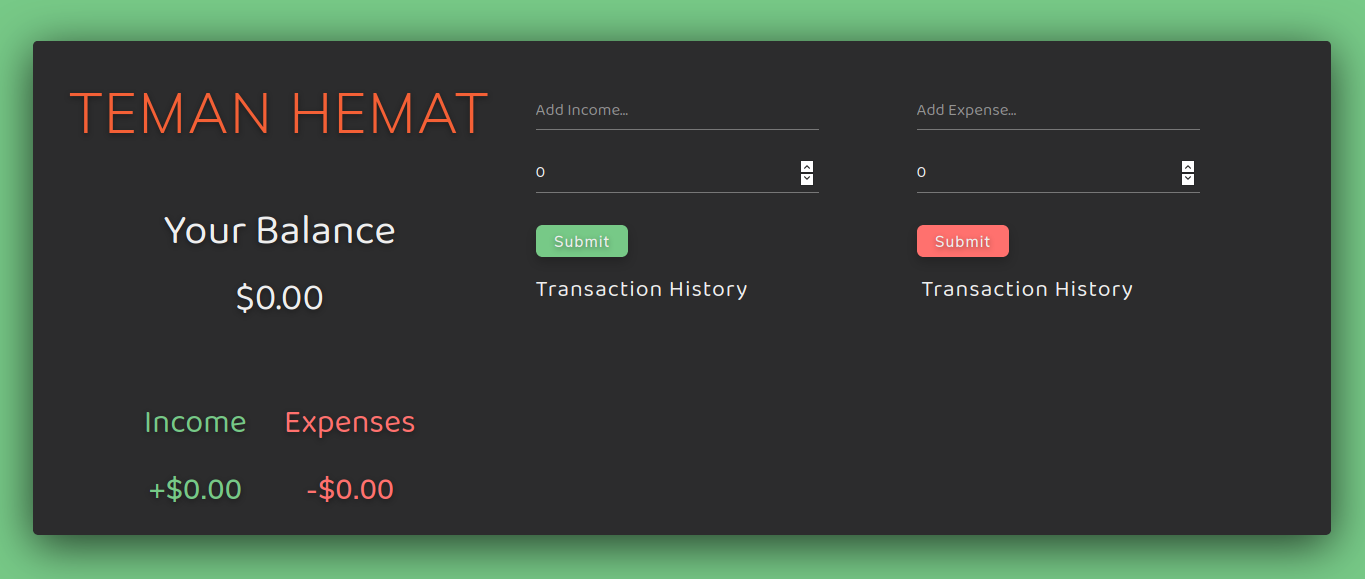 TEMAN HEMAT
Your Balance
$0.00
Income
Expenses
+$0.00
-$0.00
Add Income...
0
Submit
Transaction History
Add Expense...
0
Submit
Transaction History